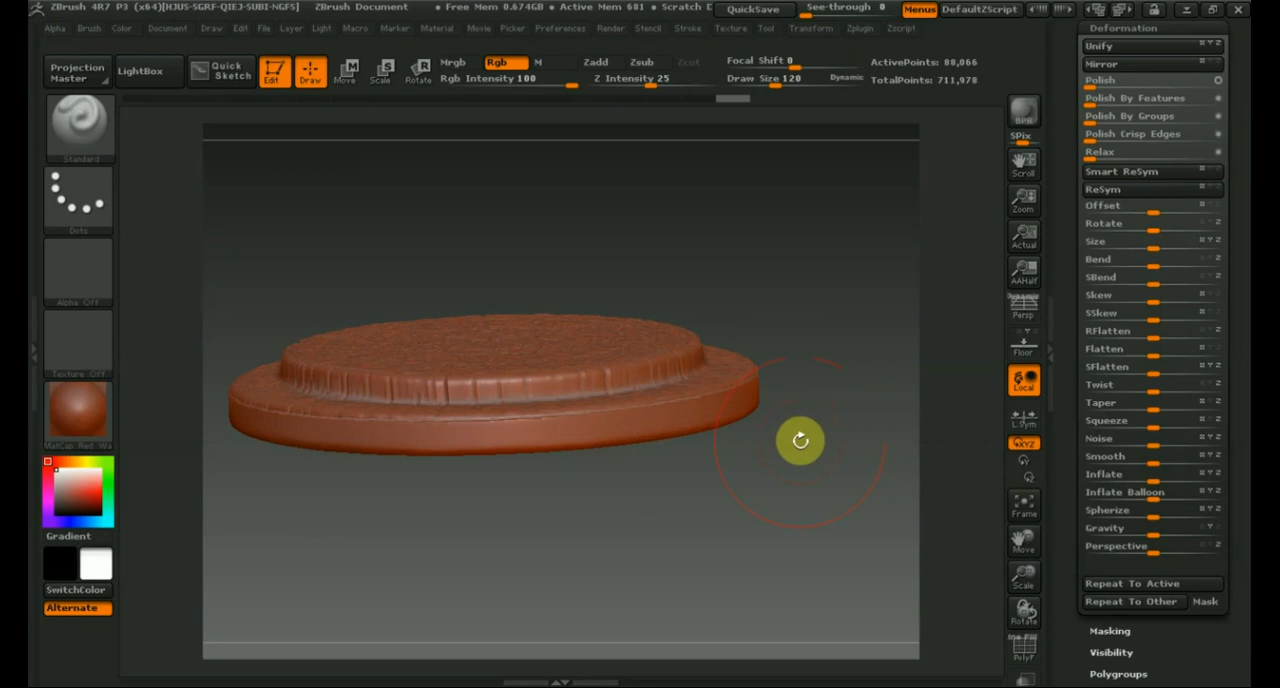 ZBrush 4R7 P3 (x64)[HJUS-SGRF-QIEJ-SUBI-NGFS] ZBrush Document • Free Mem 0.674GB • Active Mem 681 • Scratch D QuickSave See-through 0 Menus DefaultZScript
Alpha Brush Color Document Draw Edit File Layer Light Macro Marker Material Movie Picker Preferences Render Stencil Stroke Texture Tool Transform Zplugin Zscript
Projection Master
LightBox
Quick Sketch
Edit
Draw
Move
Scale
Rotate
Mrgb Rgb M Zadd Zsub Zcut
Rgb Intensity 100 Z Intensity 25
Focal Shift 0
Draw Size 120 Dynamic
ActivePoints: 88,066
TotalPoints: 711,978
Standard
Dots
Alpha Off
Texture Off
MatCap Red Wa
Gradient
SwitchColor
Alternate
BPR
SPix
Scroll
Zoom
Actual
AAHalf
Dynamic
Persp
Floor
Local
L.Sym
XYZ
Frame
Move
Scale
Rotate
Line Fill
PolyF
Deformation
Unify
Mirror
Polish
Polish By Features
Polish By Groups
Polish Crisp Edges
Relax
Smart ReSym
ReSym
Offset
Rotate
Size
Bend
SBend
Skew
SSkew
RFlatten
Flatten
SFlatten
Twist
Taper
Squeeze
Noise
Smooth
Inflate
Inflate Balloon
Spherize
Gravity
Perspective
Repeat To Active
Repeat To Other Mask
Masking
Visibility
Polygroups